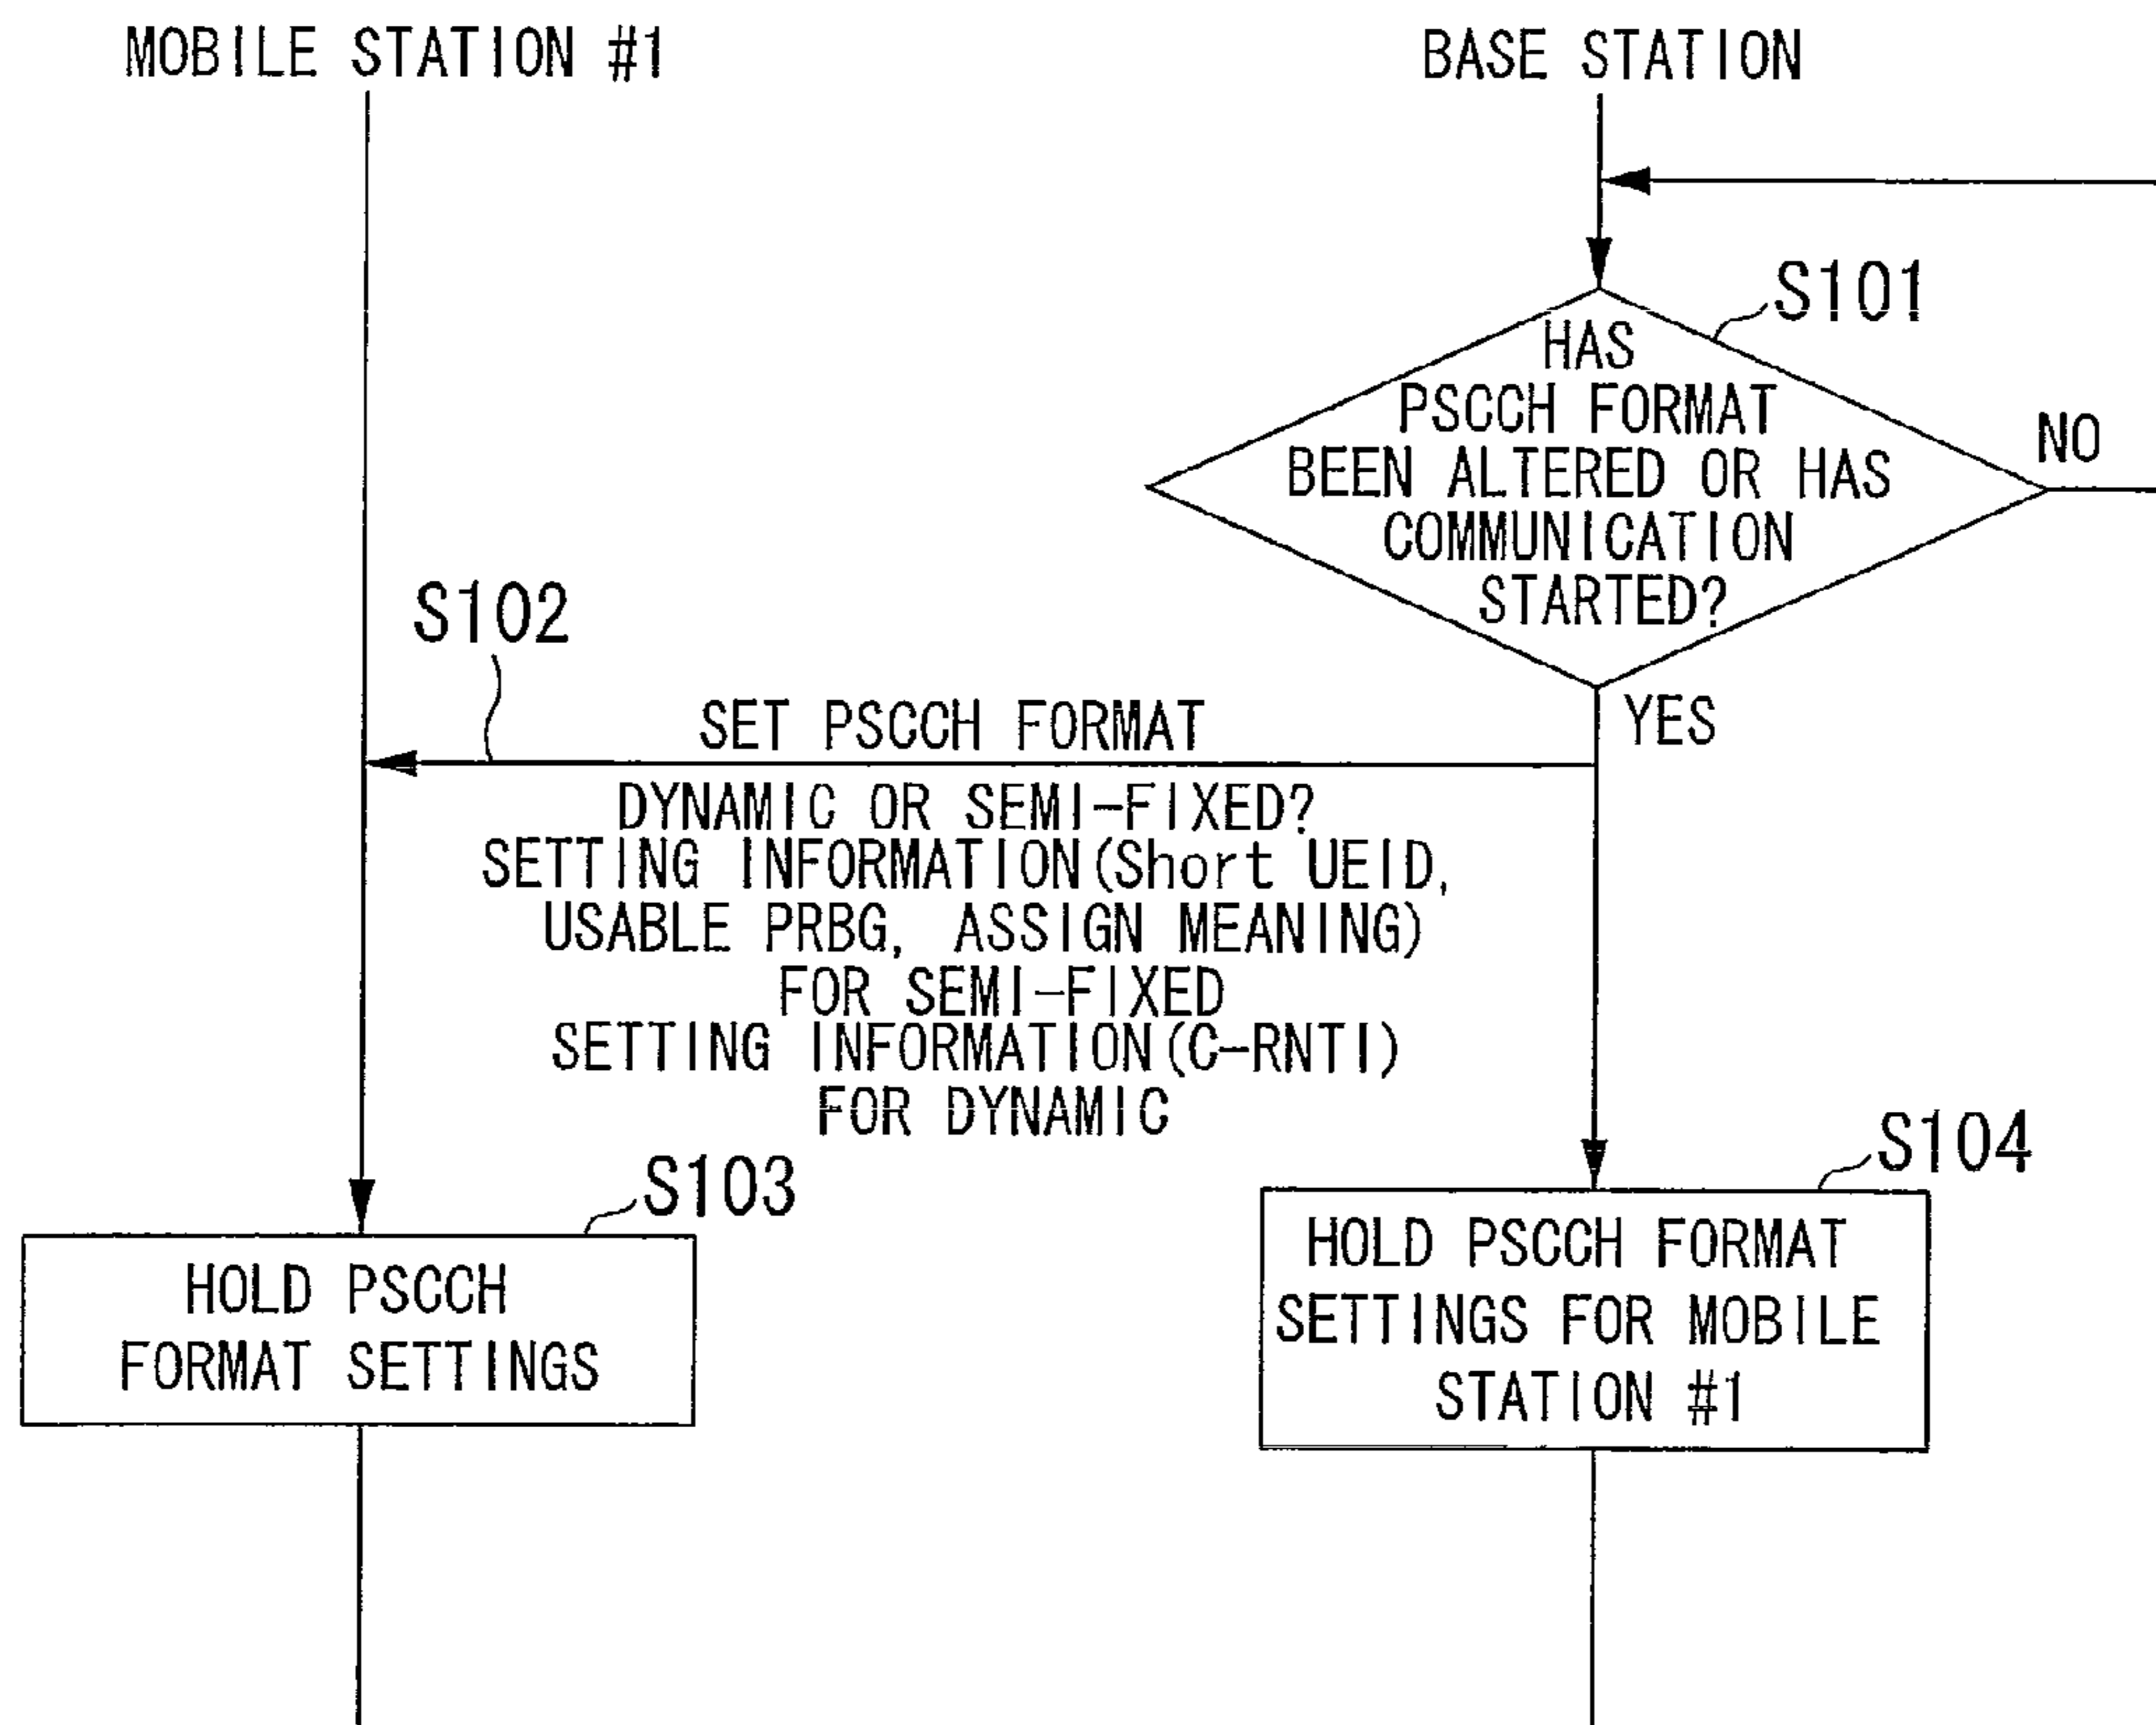 MOBILE STATION #1
BASE STATION
S101
HAS
PSCCH FORMAT
BEEN ALTERED OR HAS
COMMUNICATION
STARTED?
NO
YES
S102
SET PSCCH FORMAT
DYNAMIC OR SEMI-FIXED?
SETTING INFORMATION(Short UEID,
USABLE PRBG, ASSIGN MEANING)
FOR SEMI-FIXED
SETTING INFORMATION(C-RNTI)
FOR DYNAMIC
S103
HOLD PSCCH
FORMAT SETTINGS
S104
HOLD PSCCH FORMAT
SETTINGS FOR MOBILE
STATION #1